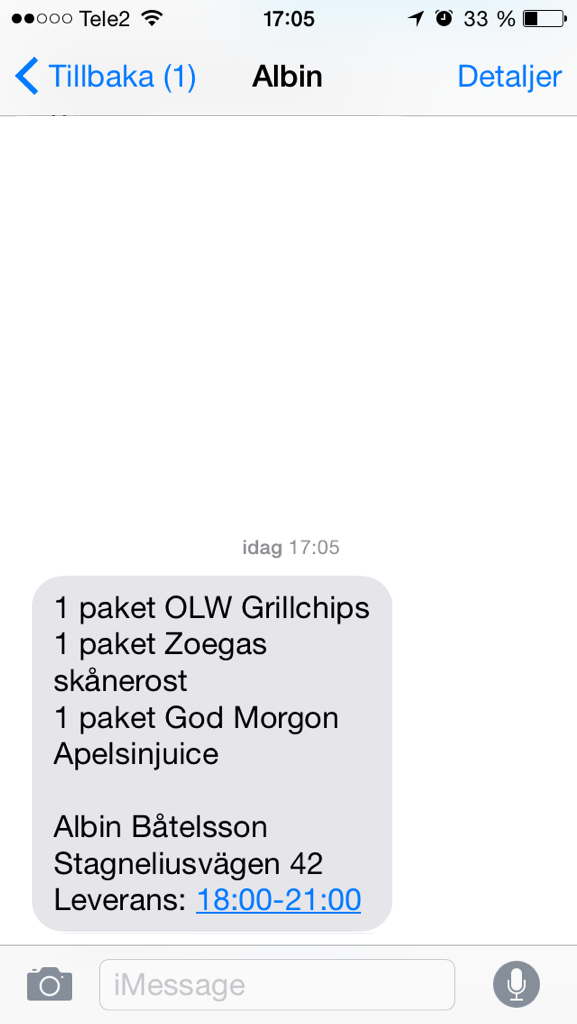 Tele2 17:05 33 %
Tillbaka (1) Albin Detaljer
idag 17:05
1 paket OLW Grillchips
1 paket Zoegas
skånerost
1 paket God Morgon
Apelsinjuice
Albin Båtelsson
Stagneliusvägen 42
Leverans: 18:00-21:00
iMessage